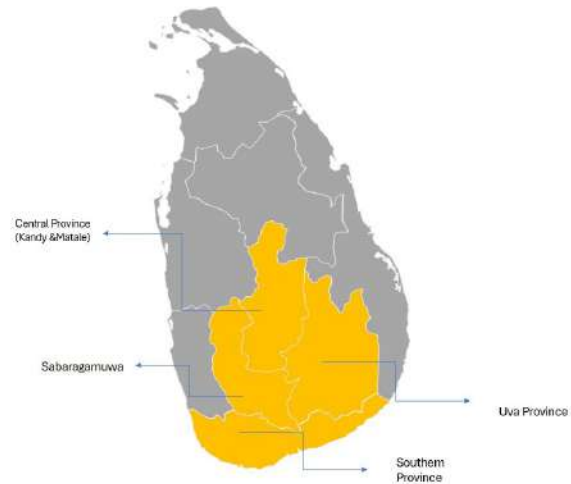 Central Province
(Kandy &Matale)
Sabaragamuwa
Uva Province
Southern
Province